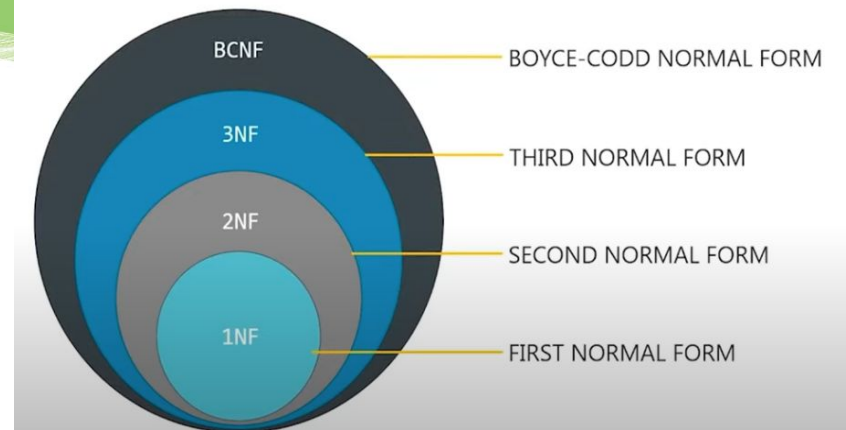 BCNF
BOYCE-CODD NORMAL FORM
3NF
THIRD NORMAL FORM
2NF
SECOND NORMAL FORM
1NF
FIRST NORMAL FORM